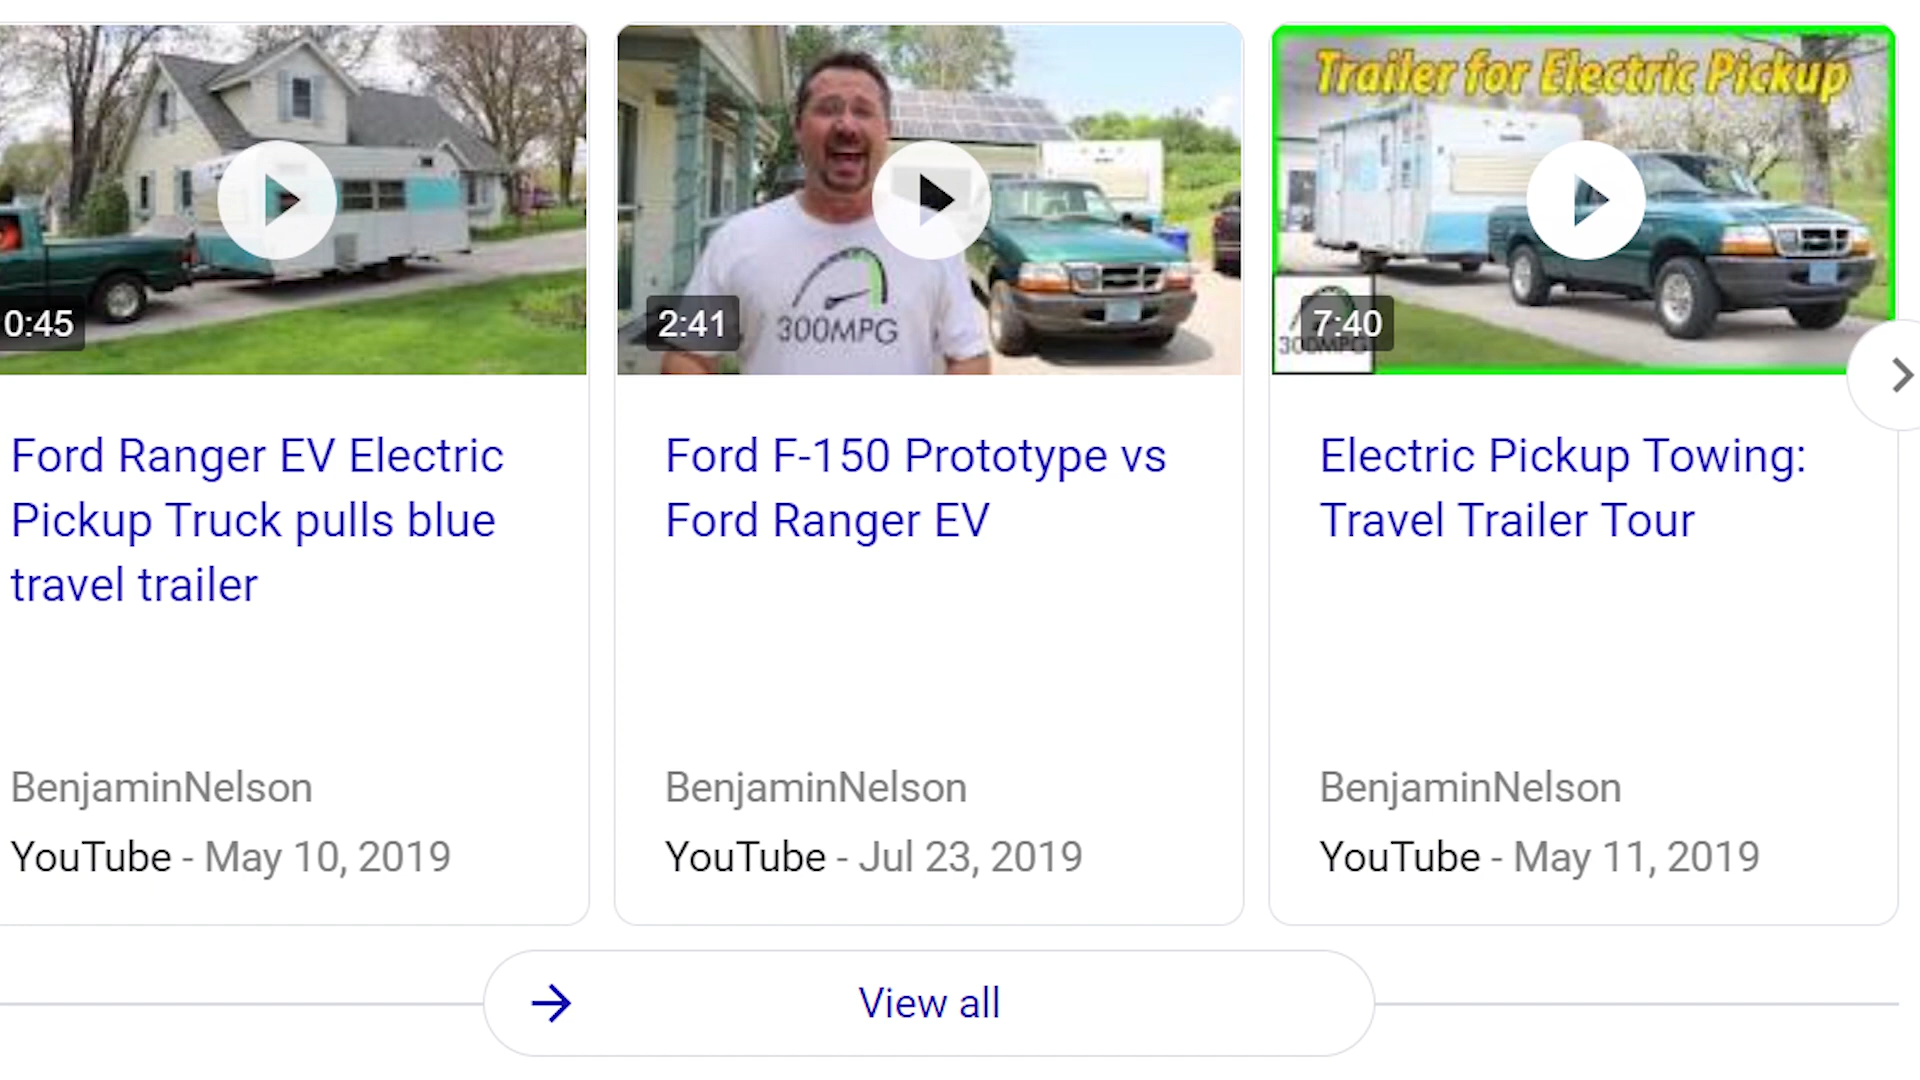 0:45
Ford Ranger EV Electric
Pickup Truck pulls blue
travel trailer
BenjaminNelson
YouTube - May 10, 2019
300MPG
2:41
Ford F-150 Prototype vs
Ford Ranger EV
BenjaminNelson
YouTube - Jul 23, 2019
Trailer for Electric Pickup
7:40
300MPG
Electric Pickup Towing:
Travel Trailer Tour
BenjaminNelson
YouTube - May 11, 2019
View all